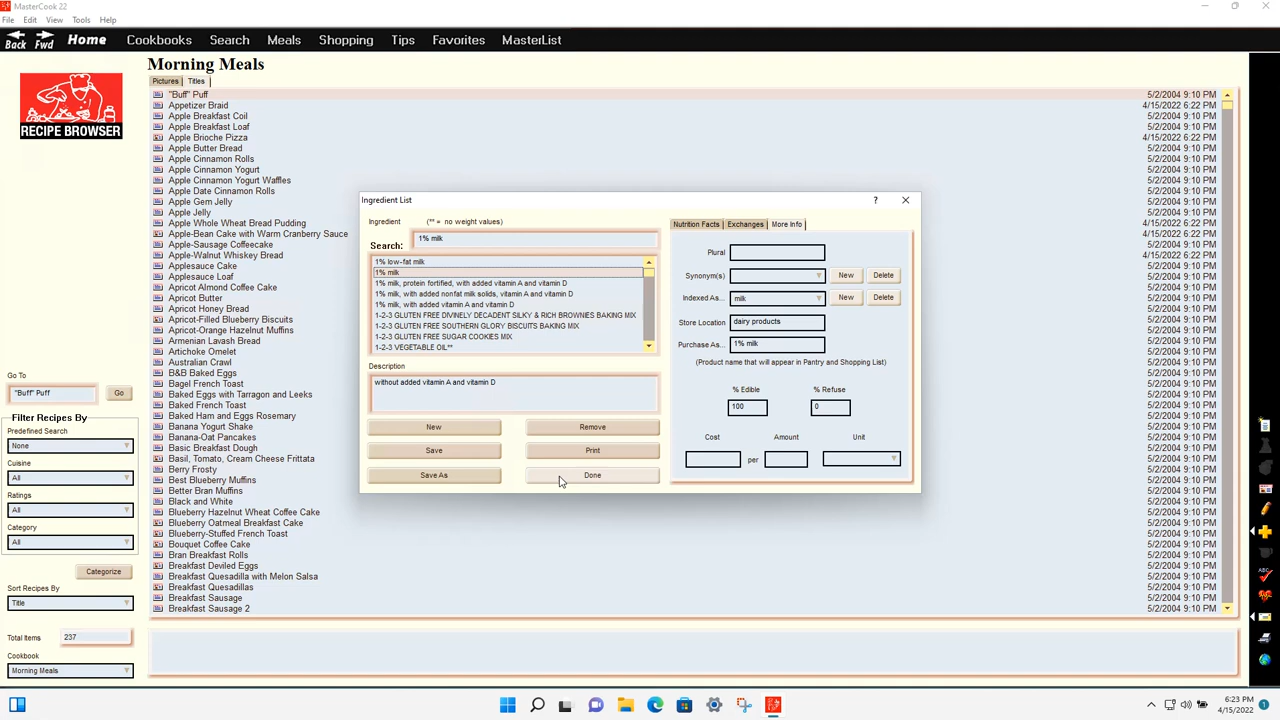 MasterCook 22
File Edit View Tools Help
Back Fwd Home Cookbooks Search Meals Shopping Tips Favorites MasterList
Morning Meals
Pictures Titles
RECIPE BROWSER
"Buff" Puff 5/2/2004 9:10 PM
Appetizer Braid 4/15/2022 6:22 PM
Apple Breakfast Coil 5/2/2004 9:10 PM
Apple Breakfast Loaf 5/2/2004 9:10 PM
Apple Brioche Pizza 4/15/2022 6:22 PM
Apple Butter Bread 5/2/2004 9:10 PM
Apple Cinnamon Rolls 5/2/2004 9:10 PM
Apple Cinnamon Yogurt 5/2/2004 9:10 PM
Apple Cinnamon Yogurt Waffles 5/2/2004 9:10 PM
Apple Date Cinnamon Rolls 5/2/2004 9:10 PM
Apple Gem Jelly 5/2/2004 9:10 PM
Apple Jelly 5/2/2004 9:10 PM
Apple Whole Wheat Bread Pudding 5/2/2004 9:10 PM
Apple-Bean Cake with Warm Cranberry Sauce 4/15/2022 6:22 PM
Apple-Sausage Coffeecake 5/2/2004 9:10 PM
Apple-Walnut Whiskey Bread 5/2/2004 9:10 PM
Applesauce Cake 5/2/2004 9:10 PM
Applesauce Loaf 5/2/2004 9:10 PM
Apricot Almond Coffee Cake 5/2/2004 9:10 PM
Apricot Butter 5/2/2004 9:10 PM
Apricot Honey Bread 5/2/2004 9:10 PM
Apricot-Filled Blueberry Biscuits 5/2/2004 9:10 PM
Apricot-Orange Hazelnut Muffins 5/2/2004 9:10 PM
Armenian Lavash Bread 5/2/2004 9:10 PM
Artichoke Omelet 5/2/2004 9:10 PM
Australian Crawl 5/2/2004 9:10 PM
B&B Baked Eggs 5/2/2004 9:10 PM
Bagel French Toast 5/2/2004 9:10 PM
Baked Eggs with Tarragon and Leeks 5/2/2004 9:10 PM
Baked French Toast 5/2/2004 9:10 PM
Baked Ham and Eggs Rosemary 5/2/2004 9:10 PM
Banana Yogurt Shake 5/2/2004 9:10 PM
Banana-Oat Pancakes 5/2/2004 9:10 PM
Basic Breakfast Dough 5/2/2004 9:10 PM
Basil, Tomato, Cream Cheese Frittata 5/2/2004 9:10 PM
Berry Frosty 5/2/2004 9:10 PM
Best Blueberry Muffins 5/2/2004 9:10 PM
Better Bran Muffins 5/2/2004 9:10 PM
Black and White 5/2/2004 9:10 PM
Blueberry Hazelnut Wheat Coffee Cake 5/2/2004 9:10 PM
Blueberry Oatmeal Breakfast Cake 5/2/2004 9:10 PM
Blueberry-Stuffed French Toast 5/2/2004 9:10 PM
Bouquet Coffee Cake 5/2/2004 9:10 PM
Bran Breakfast Rolls 5/2/2004 9:10 PM
Breakfast Deviled Eggs 5/2/2004 9:10 PM
Breakfast Quesadilla with Melon Salsa 5/2/2004 9:10 PM
Breakfast Quesadillas 5/2/2004 9:10 PM
Breakfast Sausage 5/2/2004 9:10 PM
Breakfast Sausage 2 5/2/2004 9:10 PM
Go To
"Buff" Puff Go
Filter Recipes By
Predefined Search
None
Cuisine
All
Ratings
All
Category
All
Categorize
Sort Recipes By
Title
Total Items 237
Cookbook
Morning Meals
Ingredient List ?
Ingredient (** = no weight values)
Search: 1% milk
1% low-fat milk
1% milk
1% milk, protein fortified, with added vitamin A and vitamin D
1% milk, with added nonfat milk solids, vitamin A and vitamin D
1% milk, with added vitamin A and vitamin D
1-2-3 GLUTEN FREE DIVINELY DECADENT SILKY & RICH BROWNIES BAKING MIX
1-2-3 GLUTEN FREE SOUTHERN GLORY BISCUITS BAKING MIX
1-2-3 GLUTEN FREE SUGAR COOKIES MIX
1-2-3 VEGETABLE OIL**
Description
without added vitamin A and vitamin D
New Remove
Save Print
Save As Done
Nutrition Facts Exchanges More Info
Plural
Synonym(s) New Delete
Indexed As... milk New Delete
Store Location dairy products
Purchase As... 1% milk
(Product name that will appear in Pantry and Shopping List)
% Edible % Refuse
100 0
Cost Amount Unit
per
ABC
6:23 PM
4/15/2022
1